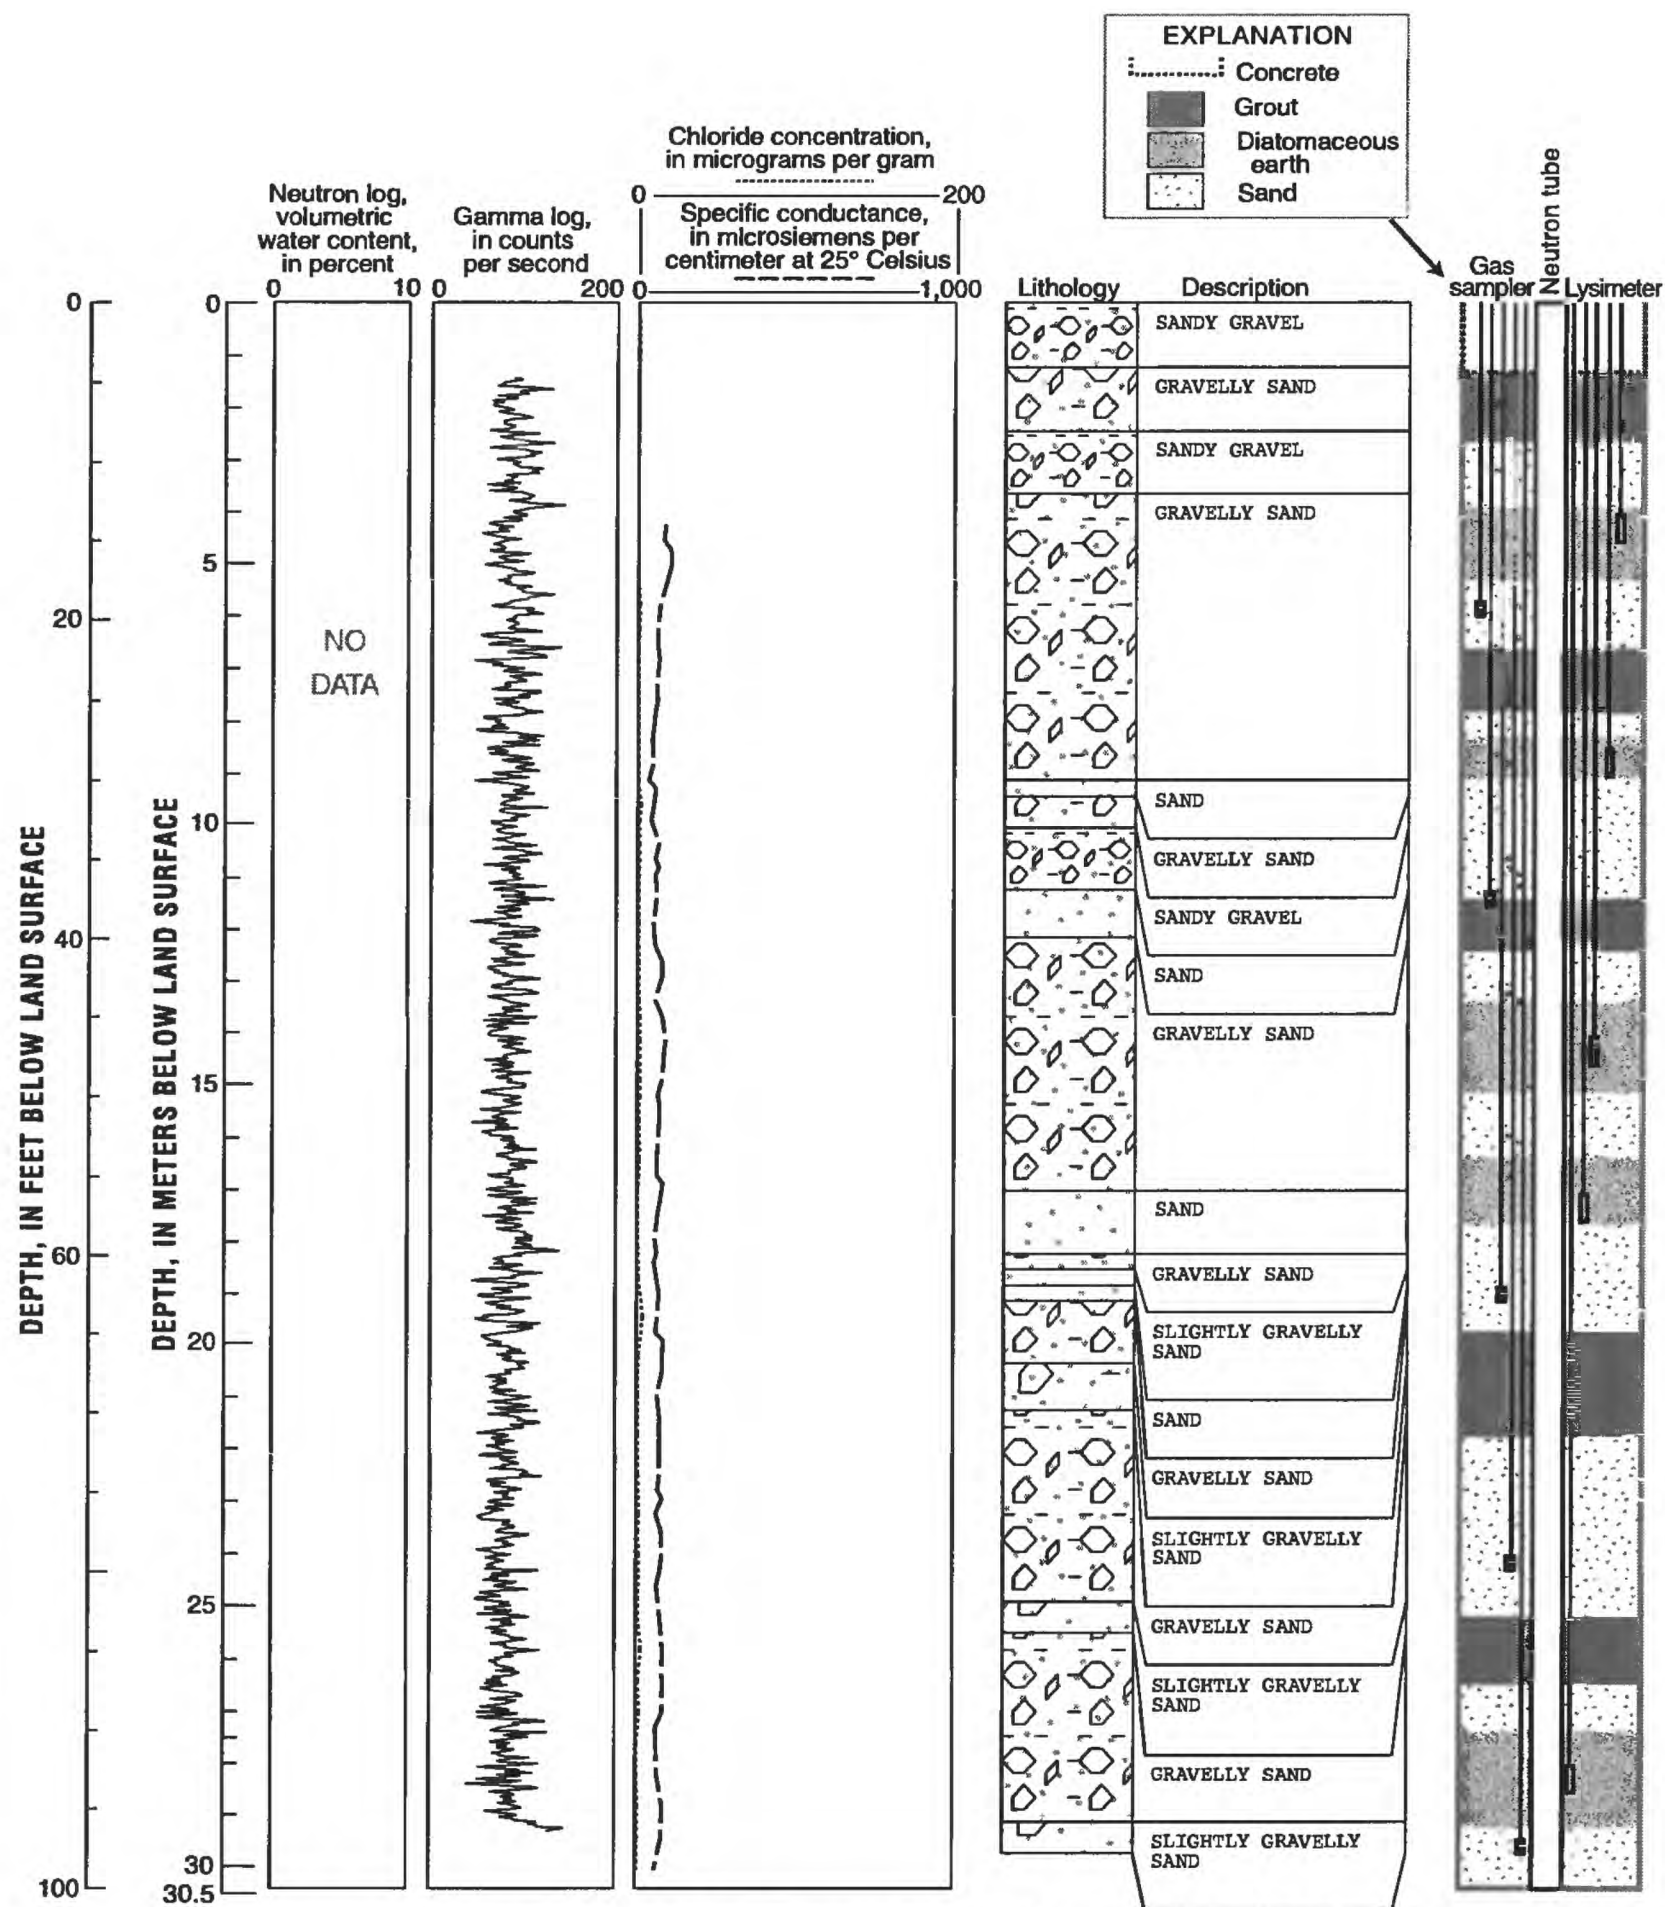 EXPLANATION
Concrete
Grout
Diatomaceous
earth
Sand
Chloride concentration,
in micrograms per gram
0 200
Neutron log,
volumetric
water content,
in percent
0 10
Gamma log,
in counts
per second
0 200
Specific conductance,
in microsiemens per
centimeter at 25° Celsius
0 1,000
Lithology
Description
Gas
sampler
Neutron tube
Lysimeter
DEPTH, IN FEET BELOW LAND SURFACE
0
20
40
60
100
DEPTH, IN METERS BELOW LAND SURFACE
0
5
10
15
20
25
30
30.5
NO
DATA
SANDY GRAVEL
GRAVELLY SAND
SANDY GRAVEL
GRAVELLY SAND
SAND
GRAVELLY SAND
SANDY GRAVEL
SAND
GRAVELLY SAND
SAND
GRAVELLY SAND
SLIGHTLY GRAVELLY
SAND
SAND
GRAVELLY SAND
SLIGHTLY GRAVELLY
SAND
GRAVELLY SAND
SLIGHTLY GRAVELLY
SAND
GRAVELLY SAND
SLIGHTLY GRAVELLY
SAND